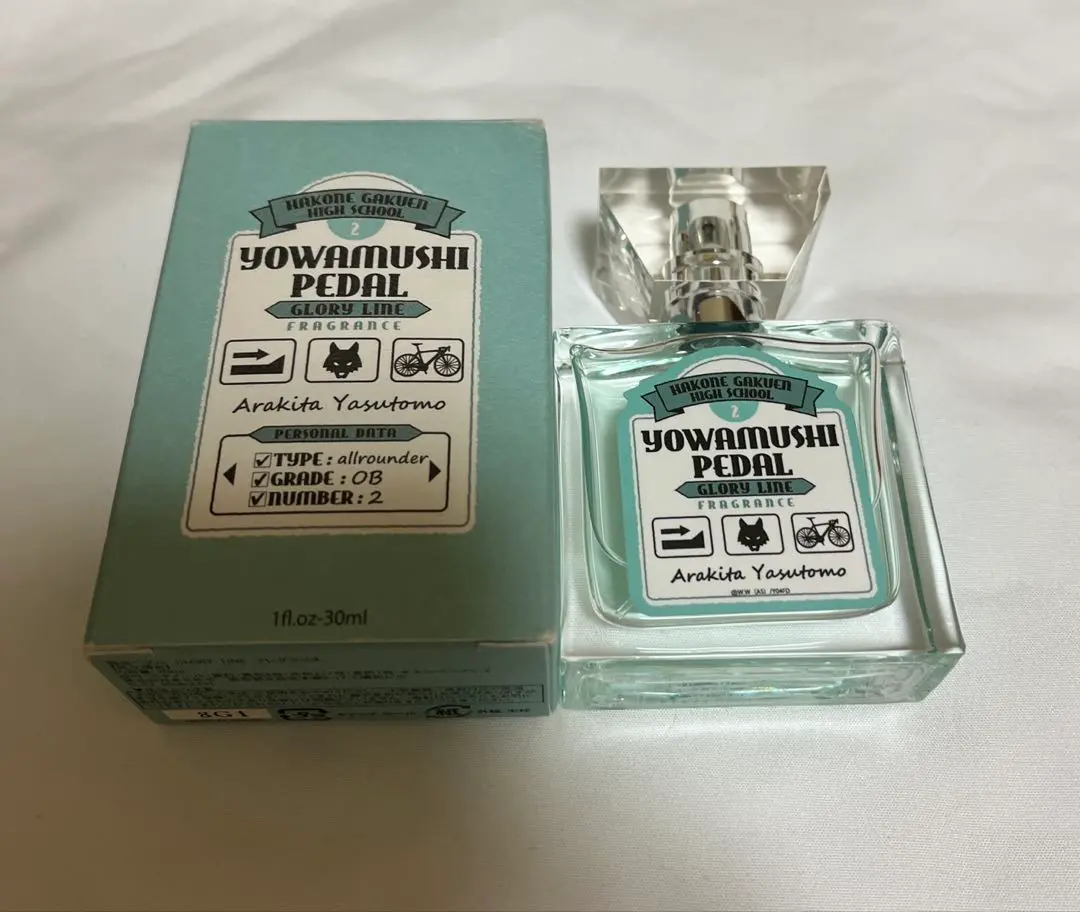 HAKONE GAKUEN
HIGH SCHOOL
2
YOWAMUSHI
PEDAL
GLORY LINE
FRAGRANCE
Arakita Yasutomo
PERSONAL DATA
TYPE : allrounder
GRADE : OB
NUMBER : 2
1fl.oz-30ml
8G1
HAKONE GAKUEN
HIGH SCHOOL
2
YOWAMUSHI
PEDAL
GLORY LINE
FRAGRANCE
Arakita Yasutomo